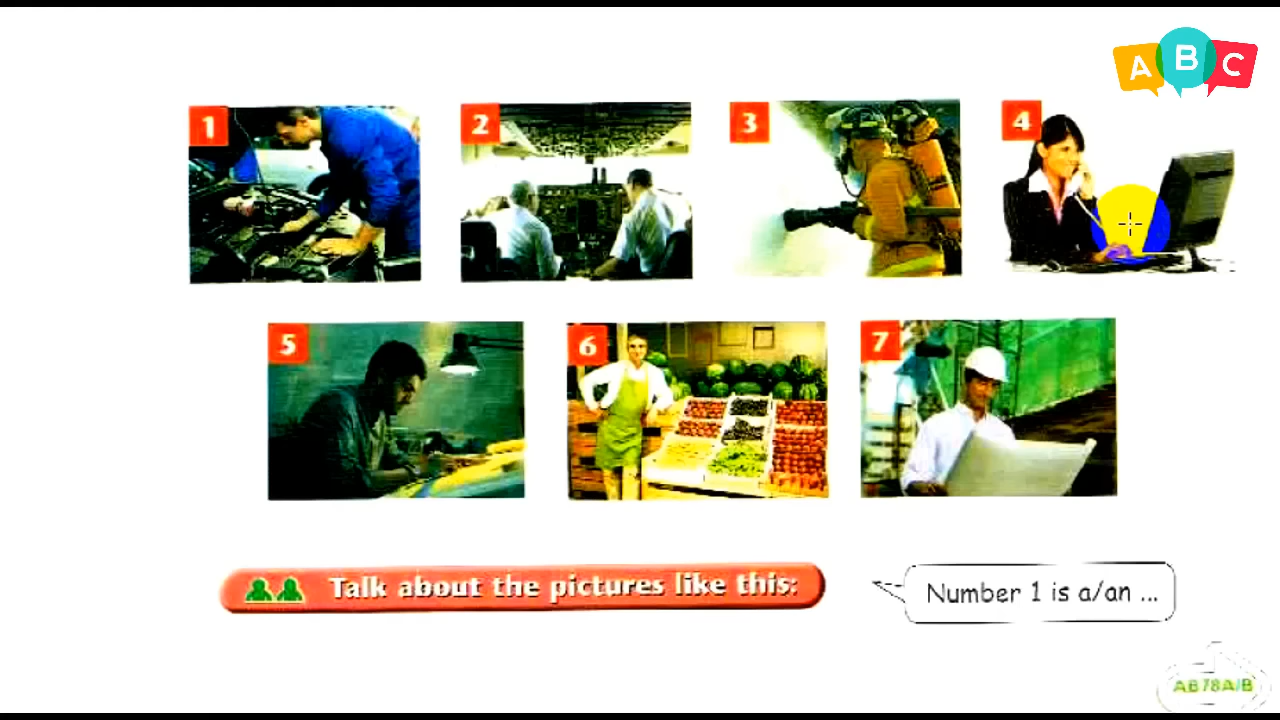 A B C
1
2
3
4
5
6
7
Talk about the pictures like this:
Number 1 is a/an ...
AB78A/B